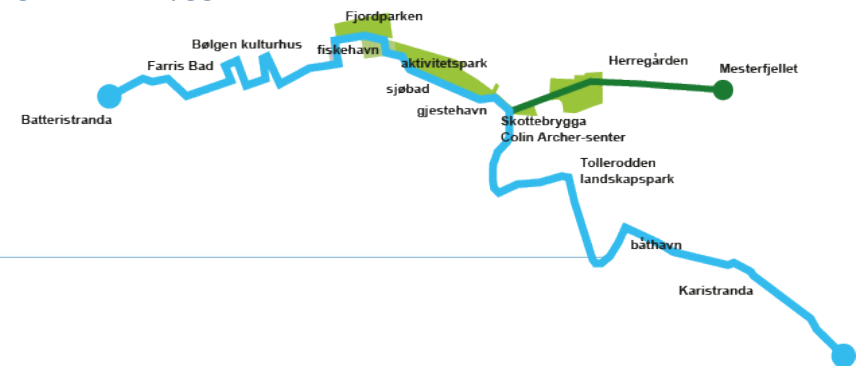 Fjordparken
Bølgen kulturhus
fiskehavn
Farris Bad
aktivitetspark
Herregården
Mesterfjellet
sjøbad
gjestehavn
Batteristranda
Skottebrygga
Colin Archer-senter
Tollerodden
landskapspark
båthavn
Karistranda